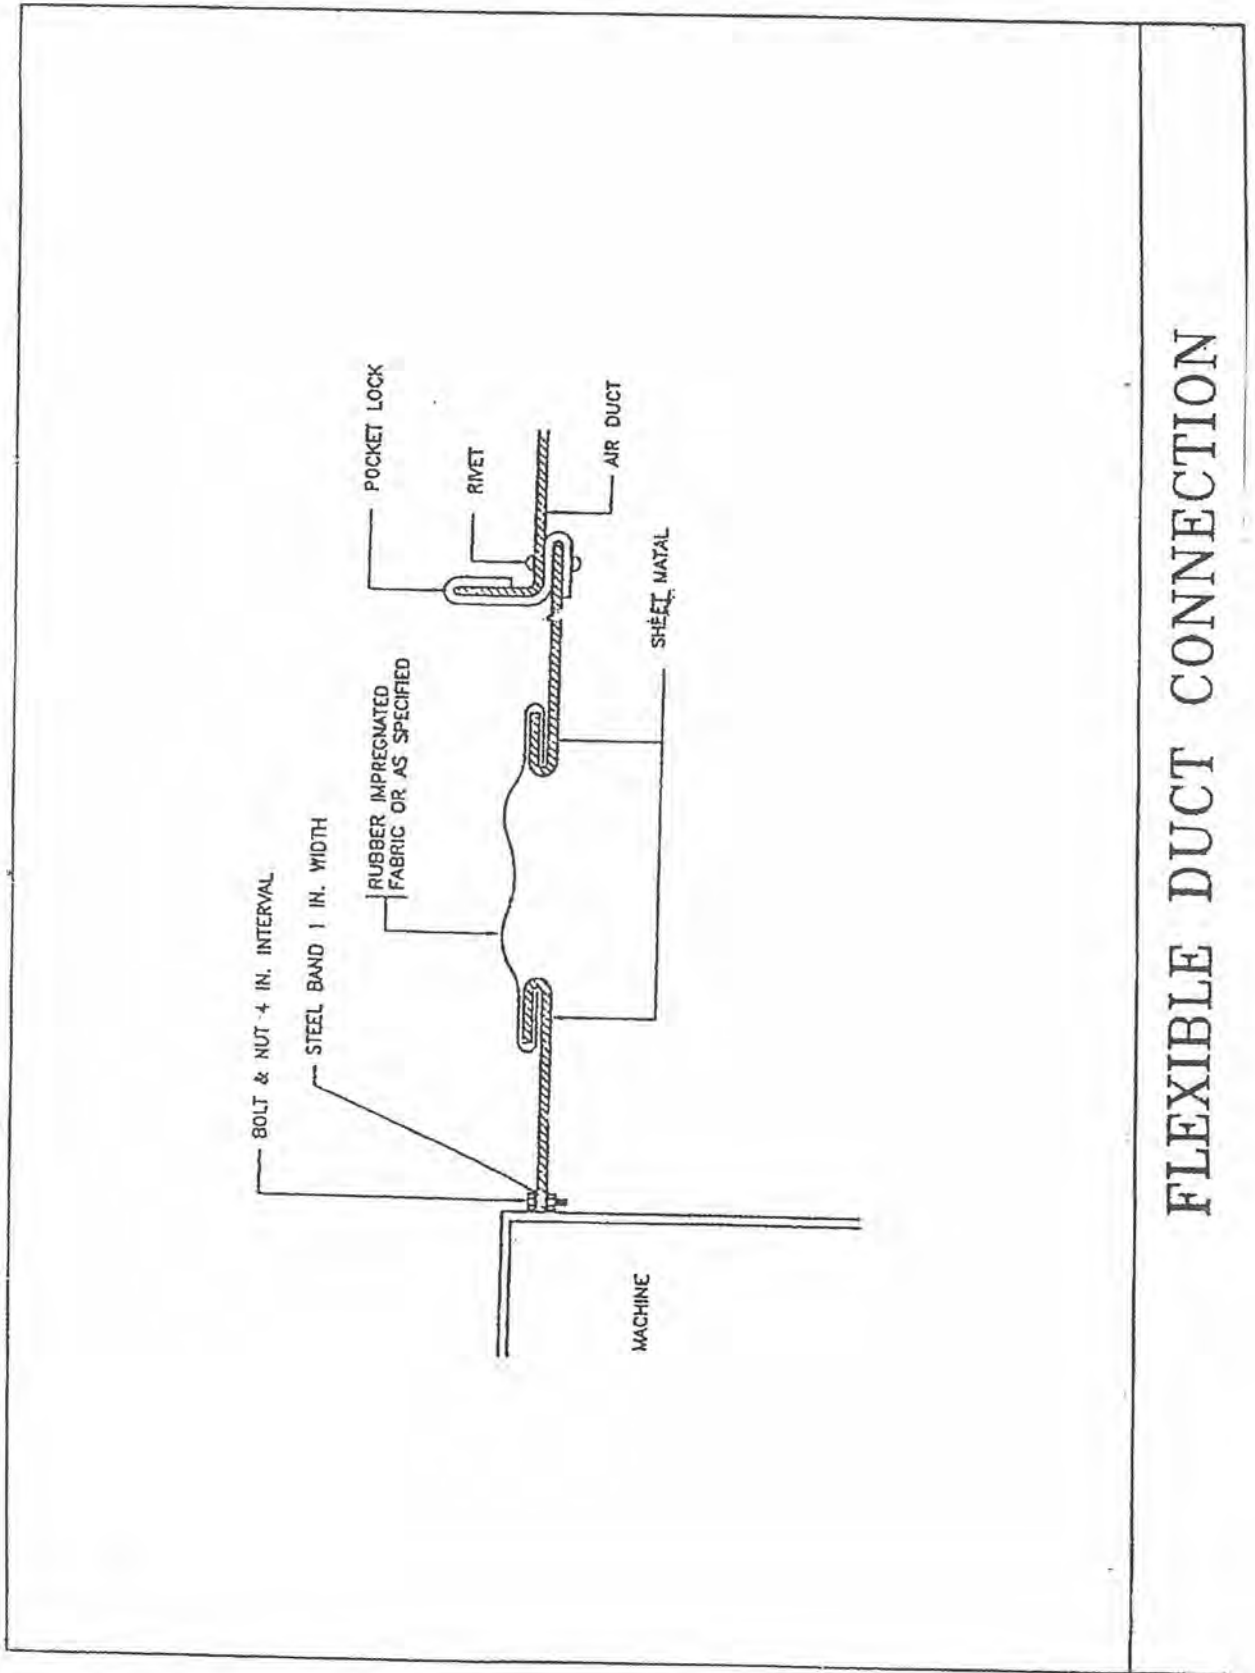 BOLT & NUT 4 IN. INTERVAL
STEEL BAND 1 IN. WIDTH
RUBBER IMPREGNATED
FABRIC OR AS SPECIFIED
POCKET LOCK
RIVET
AIR DUCT
SHEET MATAL
MACHINE
FLEXIBLE DUCT CONNECTION